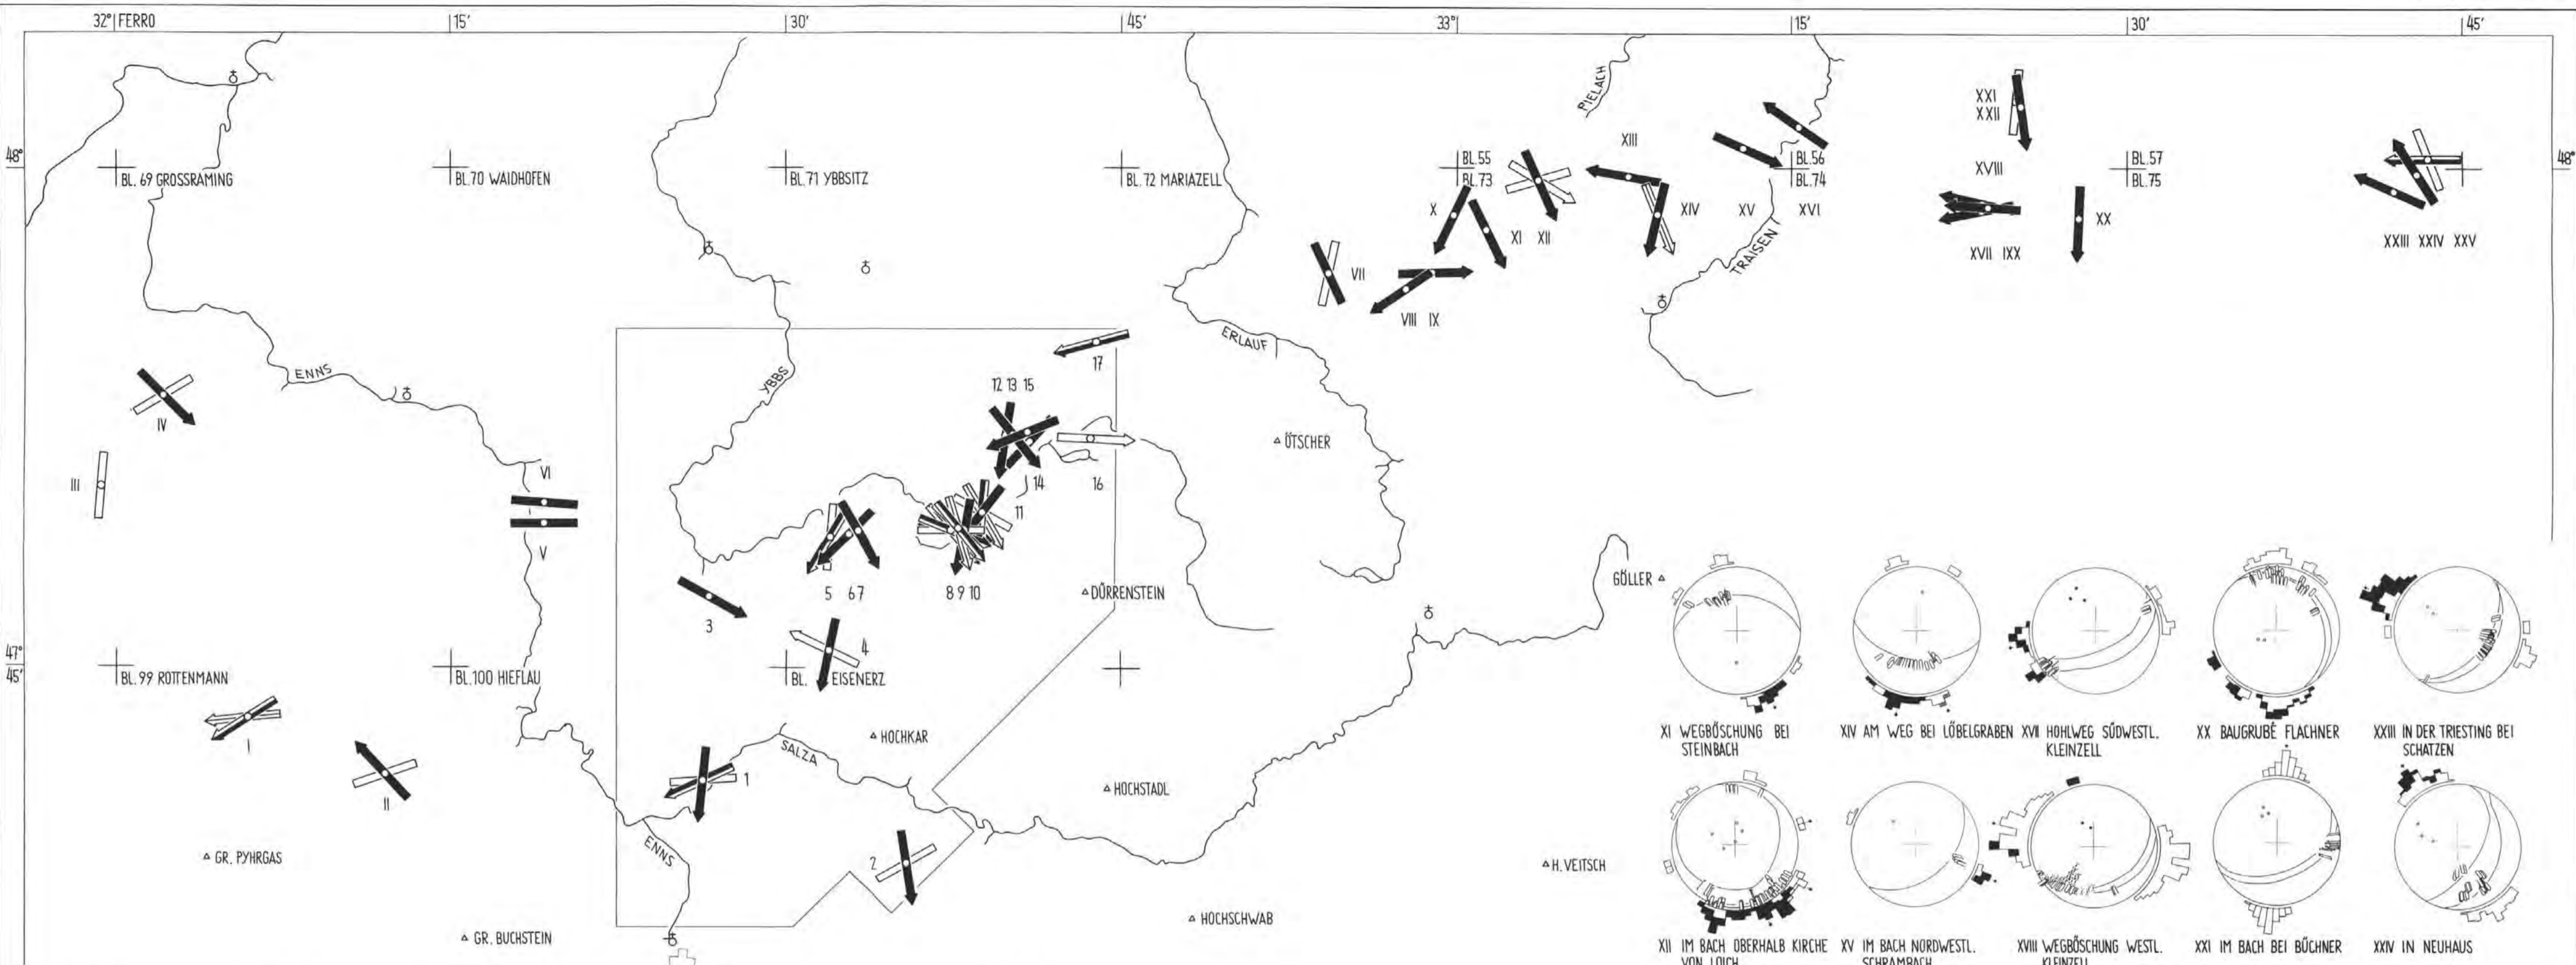 32° FERRO
15'
30'
45'
33°
15'
30'
45'
48°
48°
47°
45'
BL. 69 GROSSRAMING
BL. 70 WAIDHOFEN
BL. 71 YBBSITZ
BL. 72 MARIAZELL
BL. 55
BL. 73
BL. 56
BL. 74
BL. 57
BL. 75
BL. 99 ROTTENMANN
BL. 100 HIEFLAU
BL. EISENERZ
PIELACH
TRAISEN
ERLAUF
YBBS
ENNS
SALZA
ENNS
XXI
XXII
XIII
XVIII
X
XIV
XV
XVI
XX
XI XII
XVII IXX
XXIII XXIV XXV
VII
VIII IX
IV
III
VI
V
I
II
17
12 13 15
14
16
11
5 6 7
8 9 10
3
4
1
2
ÖTSCHER
DÜRRENSTEIN
GÖLLER
HOCHKAR
HOCHSTADL
GR. PYHRGAS
GR. BUCHSTEIN
HOCHSCHWAB
H. VEITSCH
XI WEGBÖSCHUNG BEI
STEINBACH
XIV AM WEG BEI LÖBELGRABEN
XVII HOHLWEG SÜDWESTL.
KLEINZELL
XX BAUGRUBE FLACHNER
XXIII IN DER TRIESTING BEI
SCHATZEN
XII IM BACH OBERHALB KIRCHE
VON LOICH
XV IM BACH NORDWESTL.
SCHRAMBACH
XVIII WEGBÖSCHUNG WESTL.
KLEINZELL
XXI IM BACH BEI BÜCHNER
XXIV IN NEUHAUS